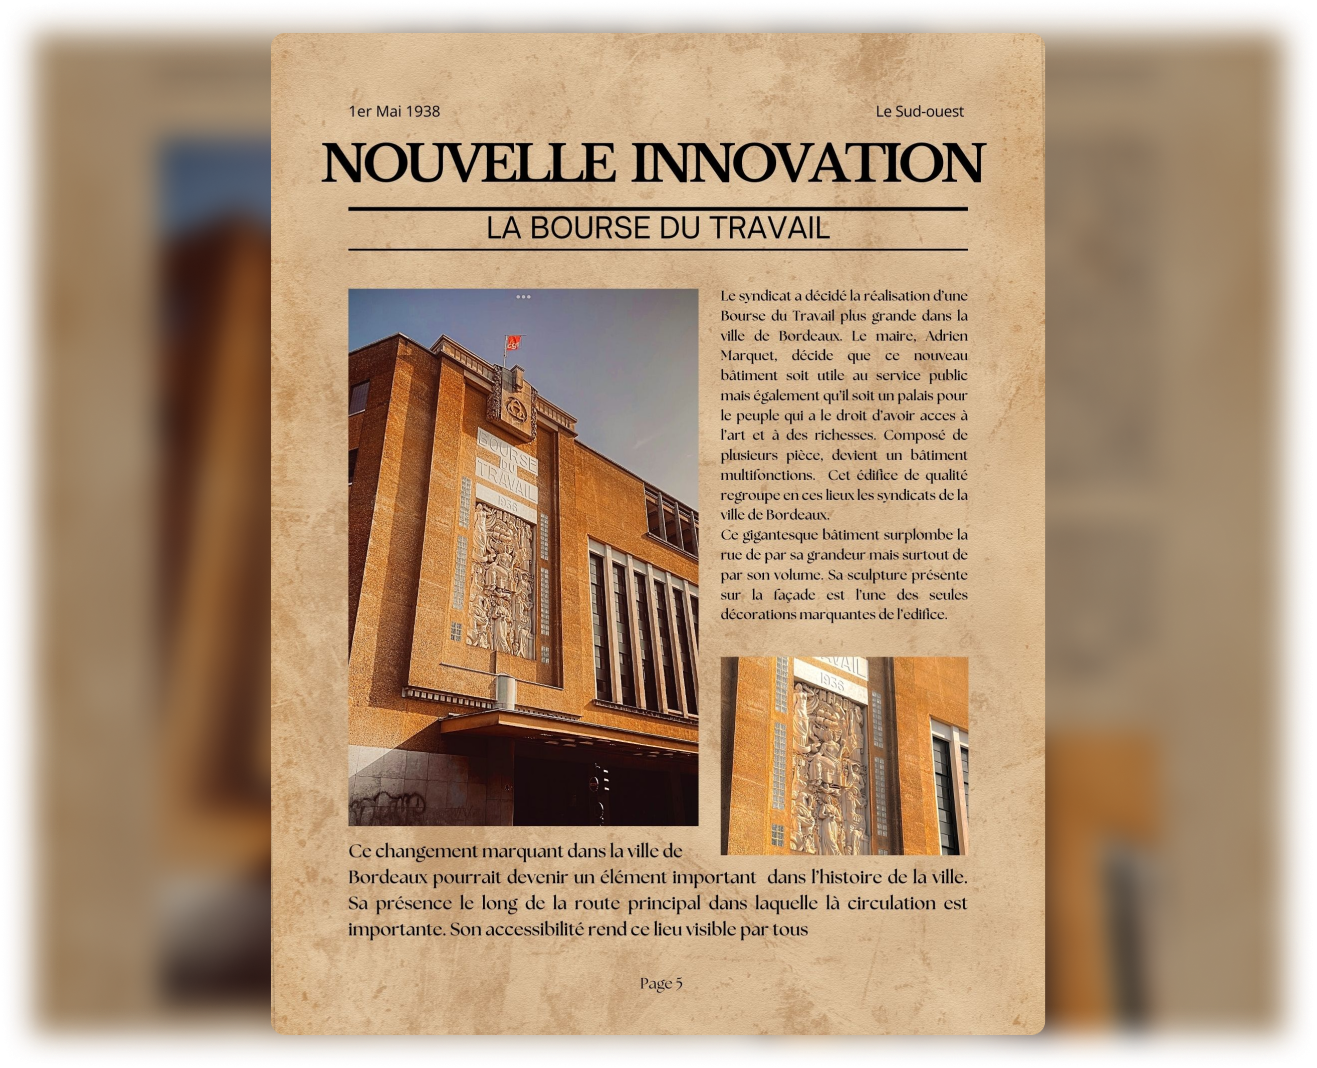 1er Mai 1938
Le Sud-ouest
NOUVELLE INNOVATION
LA BOURSE DU TRAVAIL
BOURSE
DU
TRAVAIL
1938
Le syndicat a décidé la réalisation d'une
Bourse du Travail plus grande dans la
ville de Bordeaux. Le maire, Adrien
Marquet, décide que ce nouveau
bâtiment soit utile au service public
mais également qu'il soit un palais pour
le peuple qui a le droit d'avoir acces à
l'art et à des richesses. Composé de
plusieurs pièce, devient un bâtiment
multifonctions.  Cet édifice de qualité
regroupe en ces lieux les syndicats de la
ville de Bordeaux.
Ce gigantesque bâtiment surplombe la
rue de par sa grandeur mais surtout de
par son volume. Sa sculpture présente
sur la façade est l'une des seules
décorations marquantes de l'edifice.
AVAIL
1938
Ce changement marquant dans la ville de
Bordeaux pourrait devenir un élément important  dans l'histoire de la ville.
Sa présence le long de la route principal dans laquelle là circulation est
importante. Son accessibilité rend ce lieu visible par tous
Page 5